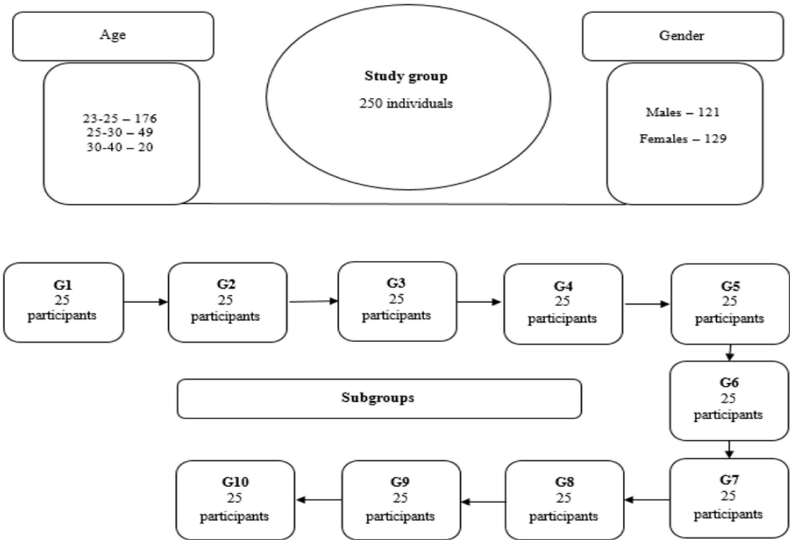 Age
Study group
250 individuals
Gender
23-25 – 176
25-30 – 49
30-40 – 20
Males – 121
Females – 129
G1
25
participants
G2
25
participants
G3
25
participants
G4
25
participants
G5
25
participants
G6
25
participants
Subgroups
G10
25
participants
G9
25
participants
G8
25
participants
G7
25
participants